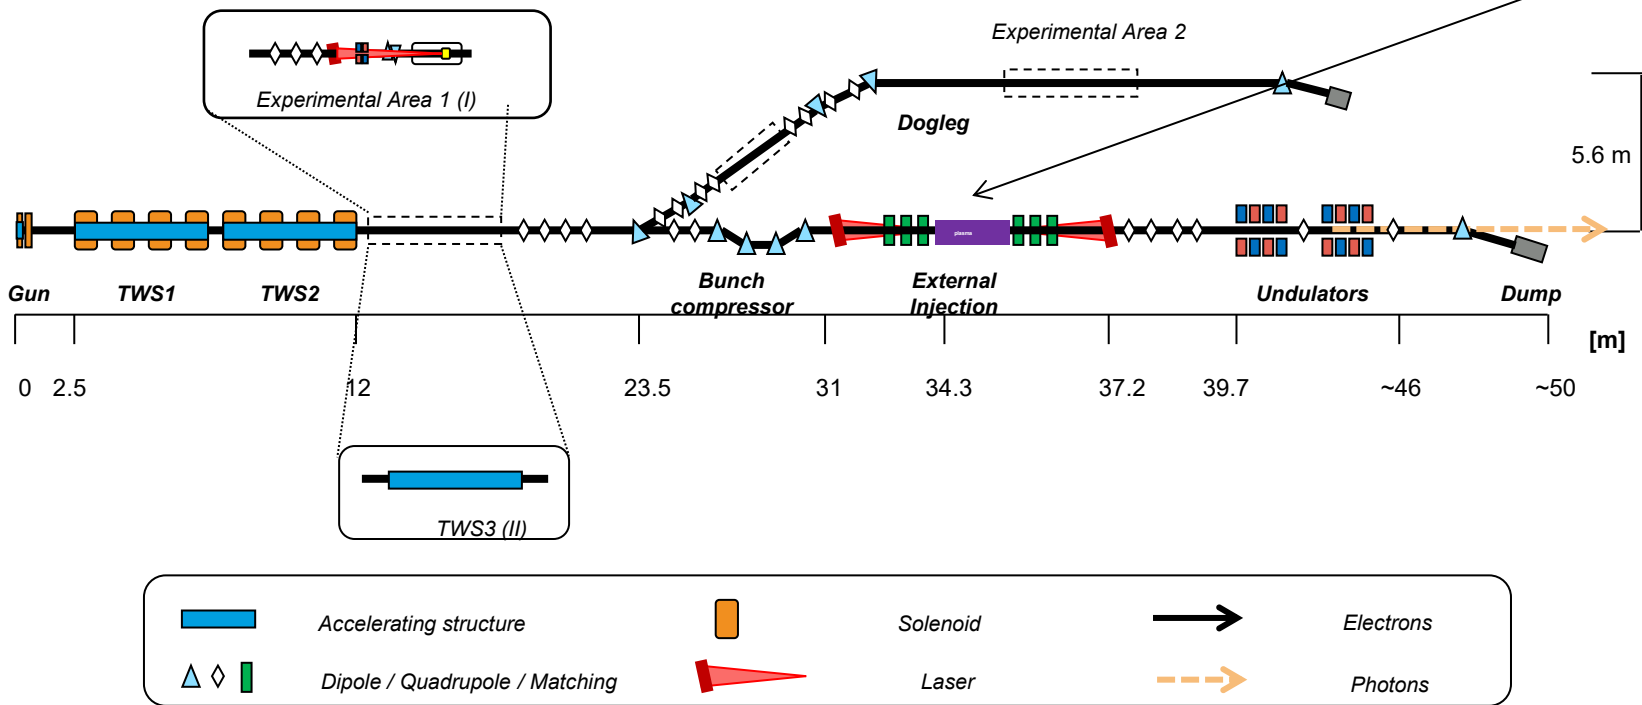 Experimental Area 1 (I)
Experimental Area 2
Dogleg
5.6 m
plasma
Gun
TWS1
TWS2
Bunch
compressor
External
Injection
Undulators
Dump
[m]
0
2.5
12
23.5
31
34.3
37.2
39.7
~46
~50
TWS3 (II)
Accelerating structure
Solenoid
Electrons
Dipole / Quadrupole / Matching
Laser
Photons